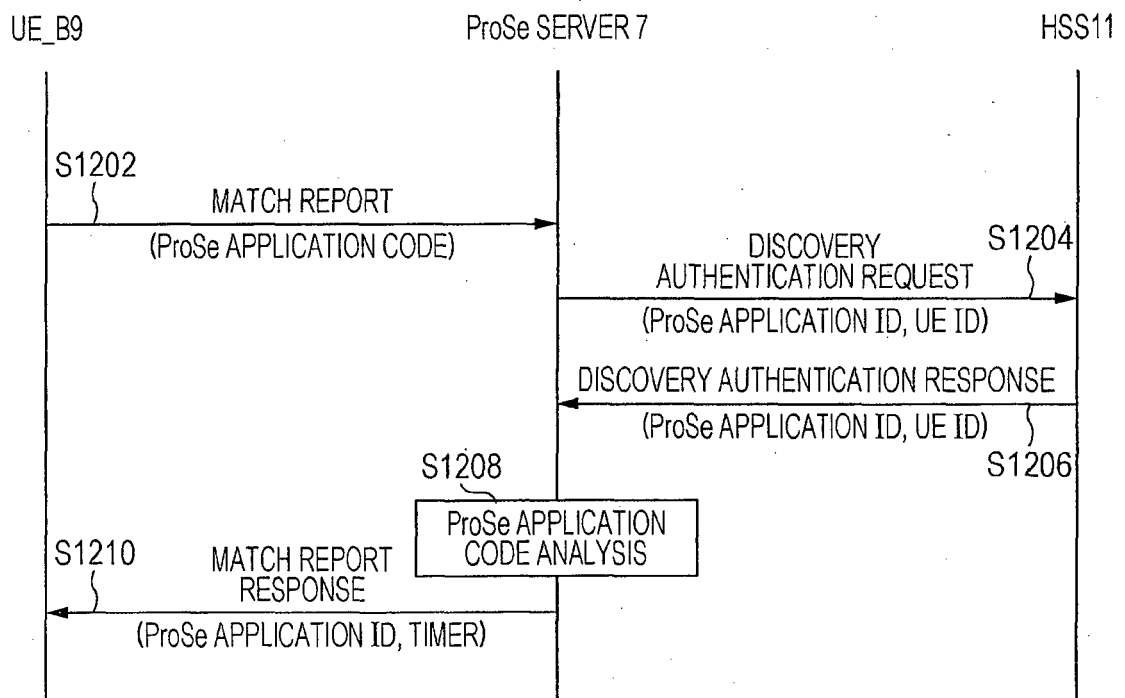 UE_B9
ProSe SERVER 7
HSS11
S1202
MATCH REPORT
(ProSe APPLICATION CODE)
S1204
DISCOVERY
AUTHENTICATION REQUEST
(ProSe APPLICATION ID, UE ID)
DISCOVERY AUTHENTICATION RESPONSE
(ProSe APPLICATION ID, UE ID)
S1206
S1208
ProSe APPLICATION
CODE ANALYSIS
S1210
MATCH REPORT
RESPONSE
(ProSe APPLICATION ID, TIMER)